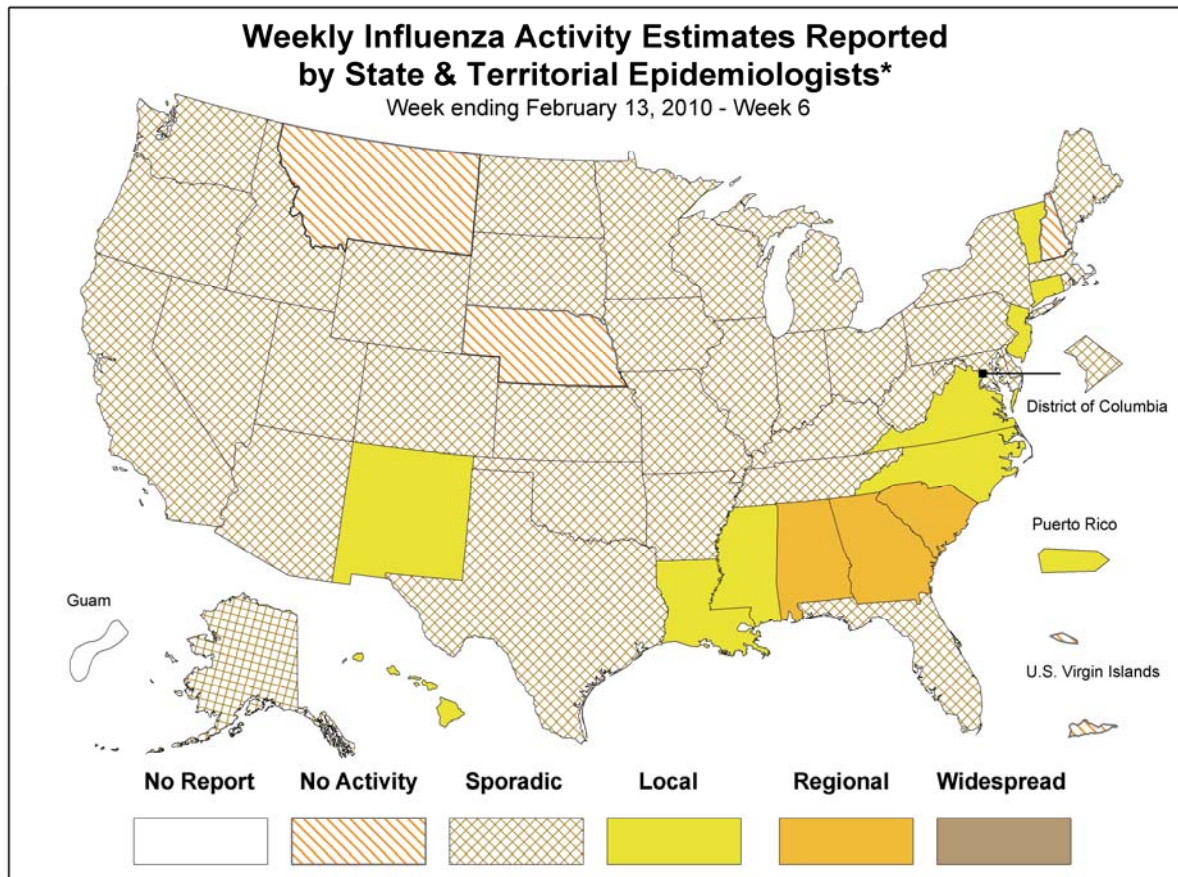 Weekly Influenza Activity Estimates Reported
by State & Territorial Epidemiologists*
Week ending February 13, 2010 - Week 6
District of Columbia
Puerto Rico
Guam
U.S. Virgin Islands
No Report No Activity Sporadic Local Regional Widespread